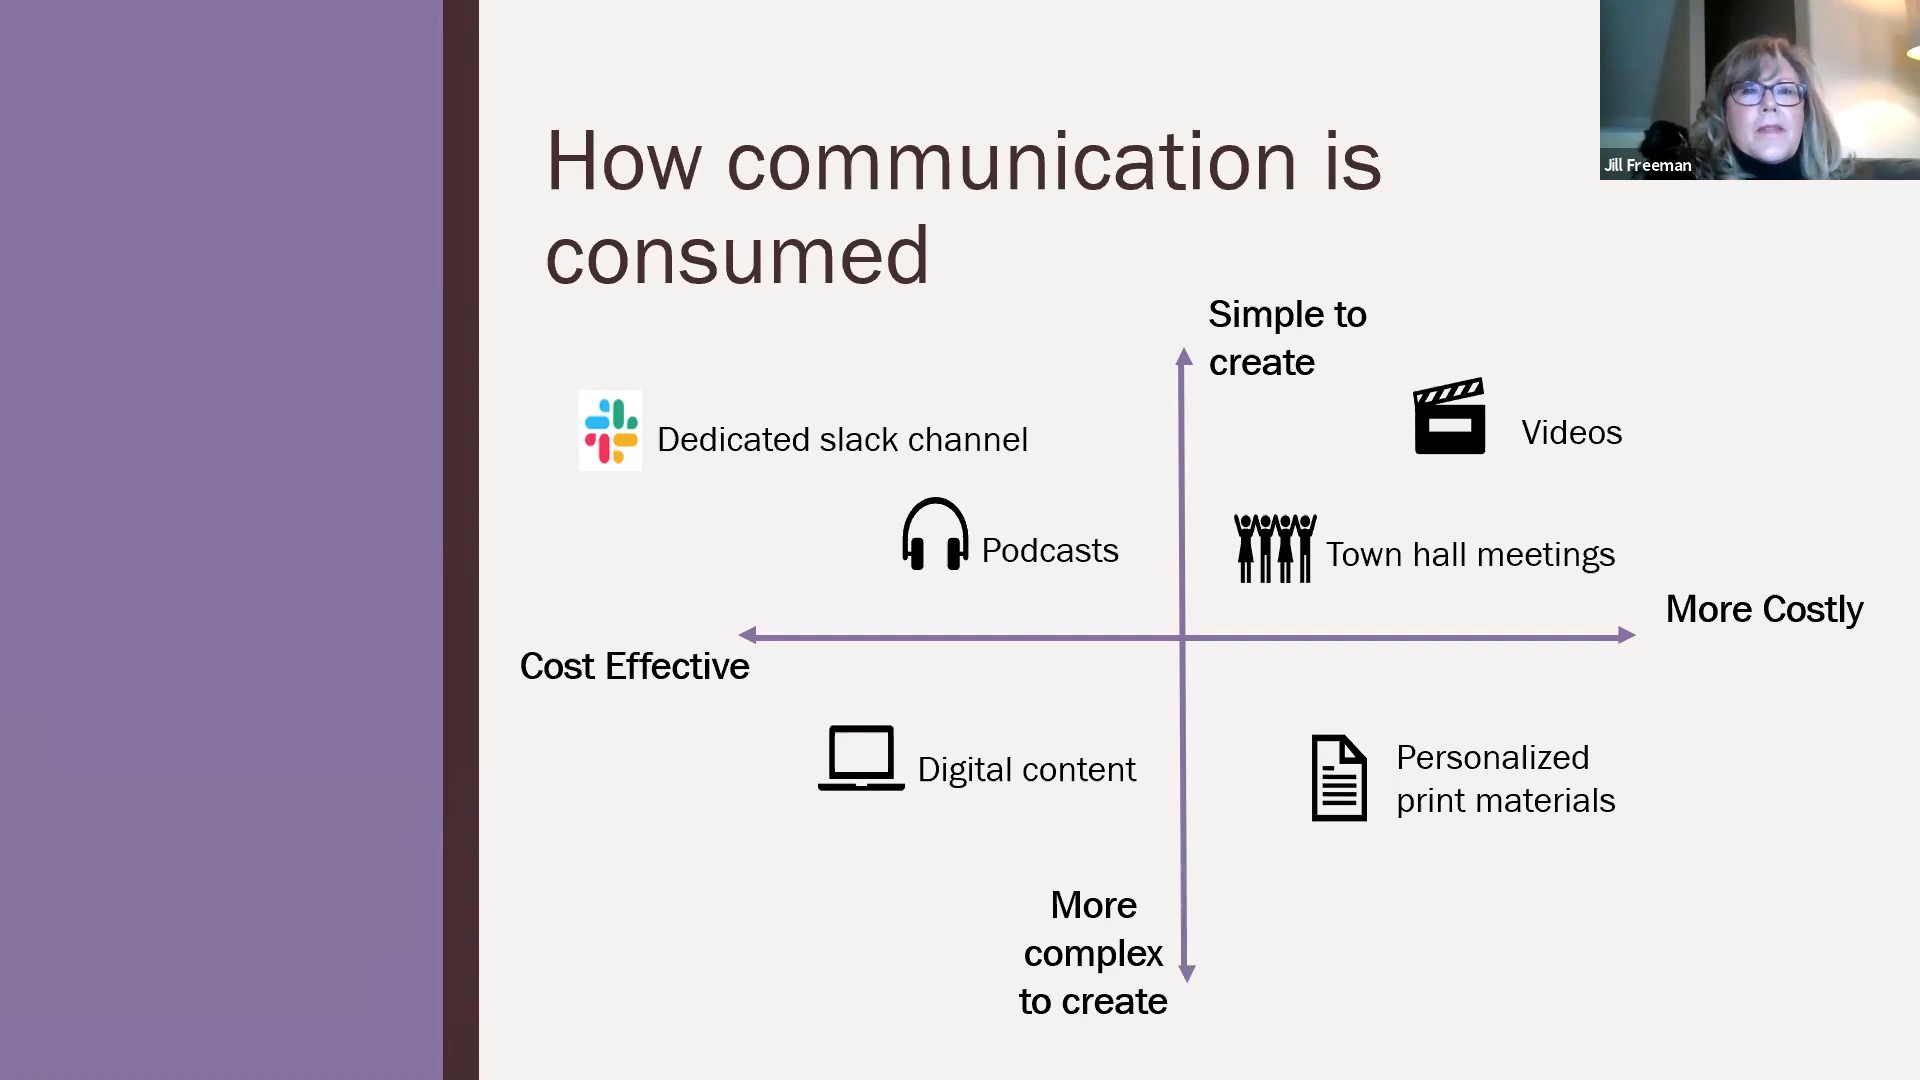 How communication is
consumed
Jill Freeman
Simple to
create
Dedicated slack channel
Videos
Podcasts
Town hall meetings
More Costly
Cost Effective
Digital content
Personalized
print materials
More
complex
to create